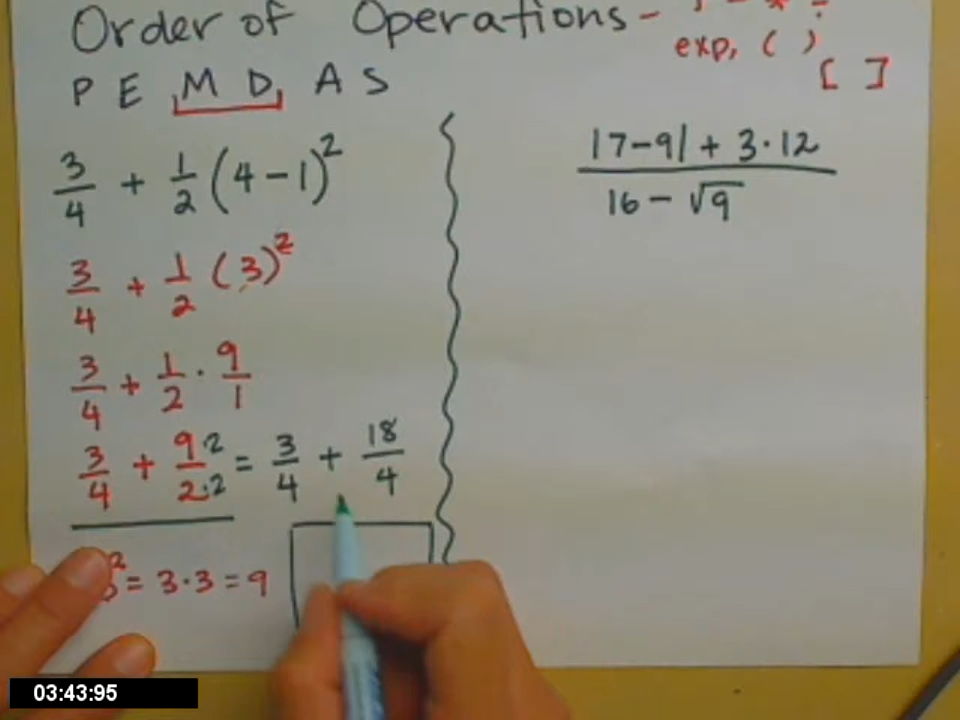 Order of Operations - + - * ÷
exp, ( )
[ ]
P E M D A S
3/4 + 1/2 (4 - 1)^2
3/4 + 1/2 (3)^2
3/4 + 1/2 · 9/1
3/4 + 9·2/2·2 = 3/4 + 18/4
3^2 = 3 · 3 = 9
|7 - 9| + 3 · 12
16 - √9
03:43:95